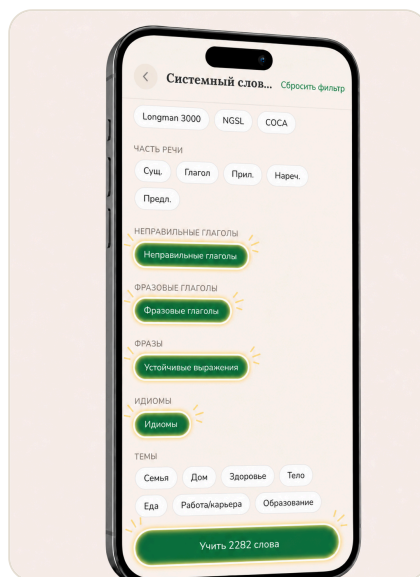 Системный слов... Сбросить фильтр
Longman 3000 NGSL COCA
ЧАСТЬ РЕЧИ
Сущ. Глагол Прил. Нареч.
Предл.
НЕПРАВИЛЬНЫЕ ГЛАГОЛЫ
Неправильные глаголы
ФРАЗОВЫЕ ГЛАГОЛЫ
Фразовые глаголы
ФРАЗЫ
Устойчивые выражения
ИДИОМЫ
Идиомы
ТЕМЫ
Семья Дом Здоровье Тело
Еда Работа/карьера Образование
Учить 2282 слова